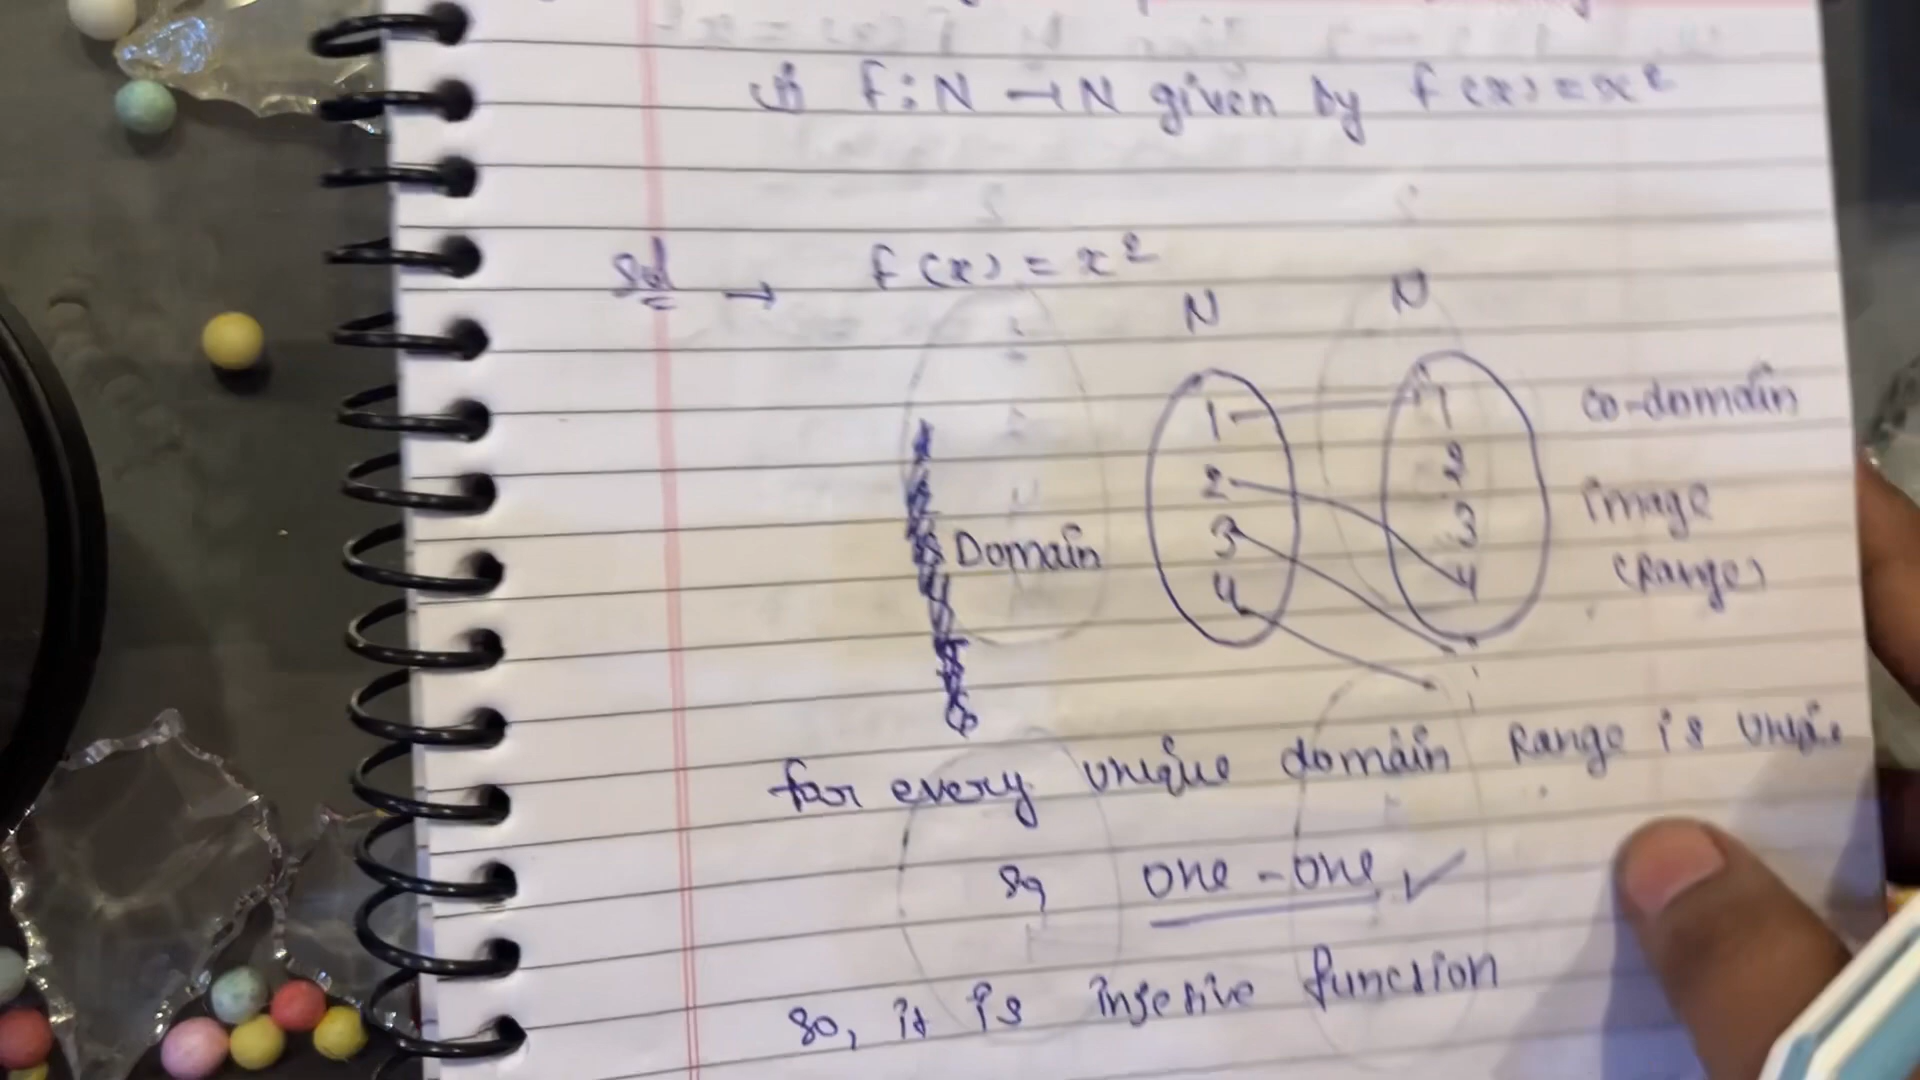 (i) f: N → N given by f(x) = x²
Sol → f(x) = x²
N N
1 1 co-domain
2 2
3 3 image
Domain
4 4 (Range)
for every unique domain Range is unique
so, one-one ✓
so, it is injective function